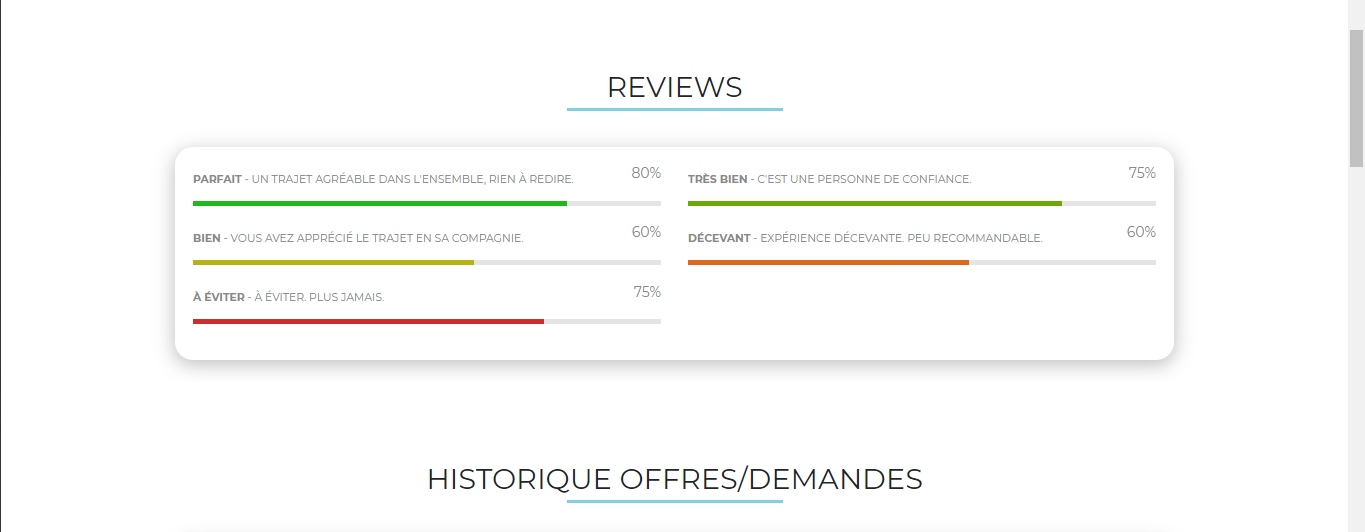 REVIEWS
PARFAIT - UN TRAJET AGRÉABLE DANS L'ENSEMBLE, RIEN À REDIRE. 80%
TRÈS BIEN - C'EST UNE PERSONNE DE CONFIANCE. 75%
BIEN - VOUS AVEZ APPRÉCIÉ LE TRAJET EN SA COMPAGNIE. 60%
DÉCEVANT - EXPÉRIENCE DÉCEVANTE. PEU RECOMMANDABLE. 60%
À ÉVITER - À ÉVITER. PLUS JAMAIS. 75%
HISTORIQUE OFFRES/DEMANDES